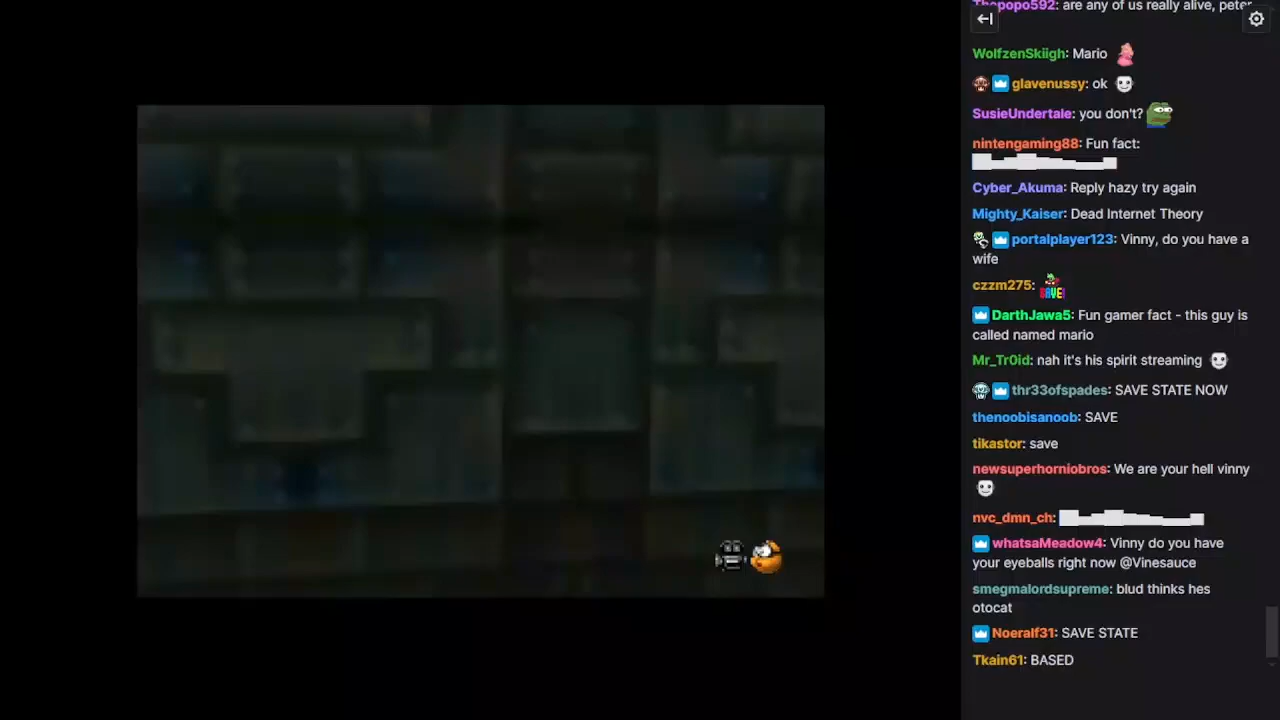 Thepopo592: are any of us really alive, peter
WolfzenSkiigh: Mario
glavenussy: ok
SusieUndertale: you don't?
nintengaming88: Fun fact:
Cyber_Akuma: Reply hazy try again
Mighty_Kaiser: Dead Internet Theory
portalplayer123: Vinny, do you have a
wife
czzm275: SAVE!
DarthJawa5: Fun gamer fact - this guy is
called named mario
Mr_Tr0id: nah it's his spirit streaming
thr33ofspades: SAVE STATE NOW
thenoobisanoob: SAVE
tikastor: save
newsuperhorniobros: We are your hell vinny
nvc_dmn_ch:
whatsaMeadow4: Vinny do you have
your eyeballs right now @Vinesauce
smegmalordsupreme: blud thinks hes
otocat
Noeralf31: SAVE STATE
Tkain61: BASED